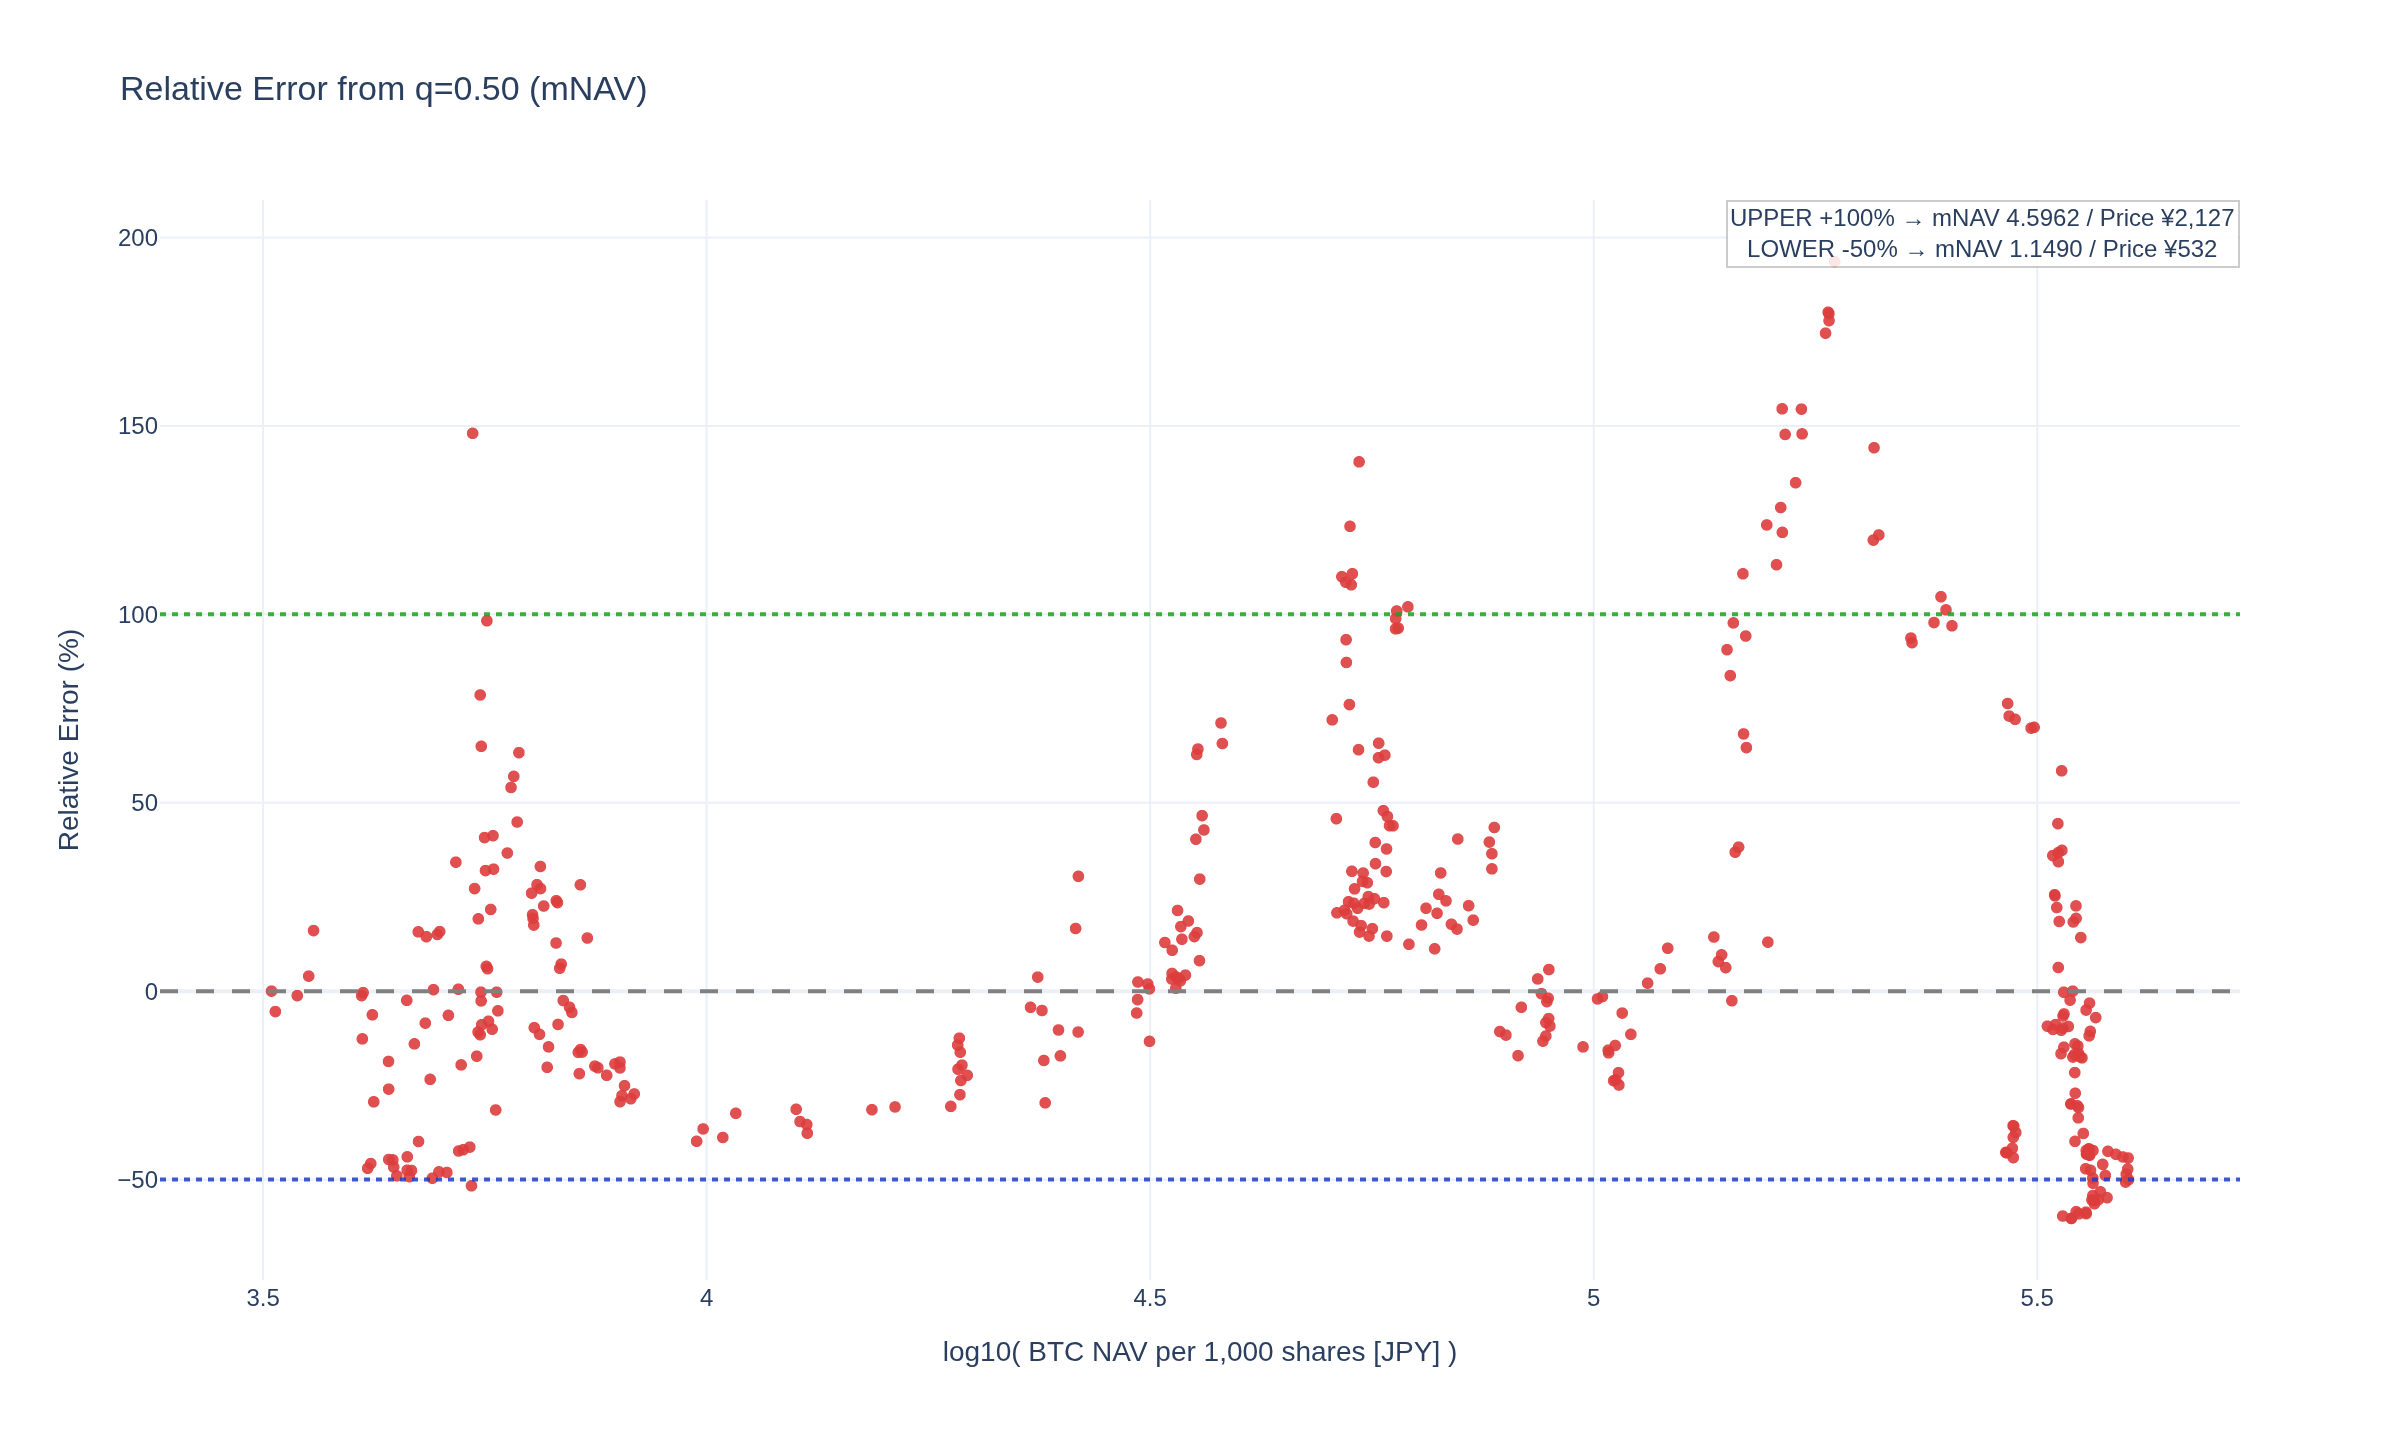 Relative Error from q=0.50 (mNAV)
UPPER +100% → mNAV 4.5962 / Price ¥2,127
LOWER -50% → mNAV 1.1490 / Price ¥532
200
150
100
50
0
−50
Relative Error (%)
3.5
4
4.5
5
5.5
log10( BTC NAV per 1,000 shares [JPY] )